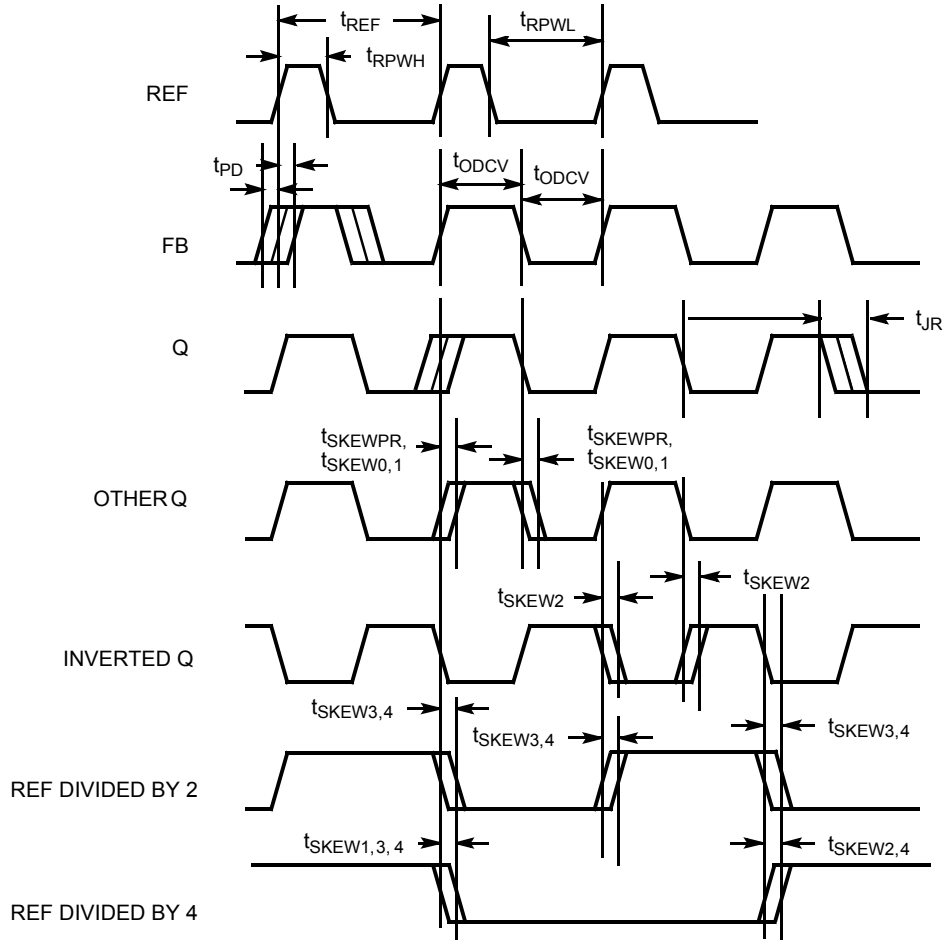 tREF
tRPWL
tRPWH
REF
tPD
tODCV
tODCV
FB
Q
tJR
tSKEWPR,
tSKEW0,1
tSKEWPR,
tSKEW0,1
OTHER Q
tSKEW2
tSKEW2
INVERTED Q
tSKEW3,4
tSKEW3,4
tSKEW3,4
REF DIVIDED BY 2
tSKEW1,3, 4
tSKEW2,4
REF DIVIDED BY 4